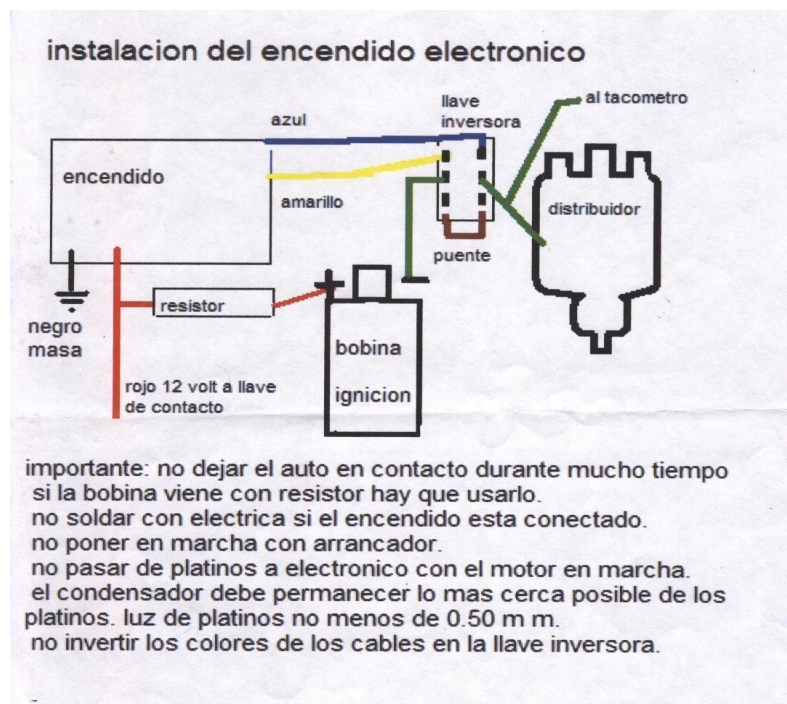 instalacion del encendido electronico
llave
inversora
al tacometro
azul
encendido
amarillo
distribuidor
puente
resistor
negro
masa
bobina
ignicion
rojo 12 volt a llave
de contacto
importante: no dejar el auto en contacto durante mucho tiempo
si la bobina viene con resistor hay que usarlo.
no soldar con electrica si el encendido esta conectado.
no poner en marcha con arrancador.
no pasar de platinos a electronico con el motor en marcha.
el condensador debe permanecer lo mas cerca posible de los
platinos. luz de platinos no menos de 0.50 m m.
no invertir los colores de los cables en la llave inversora.